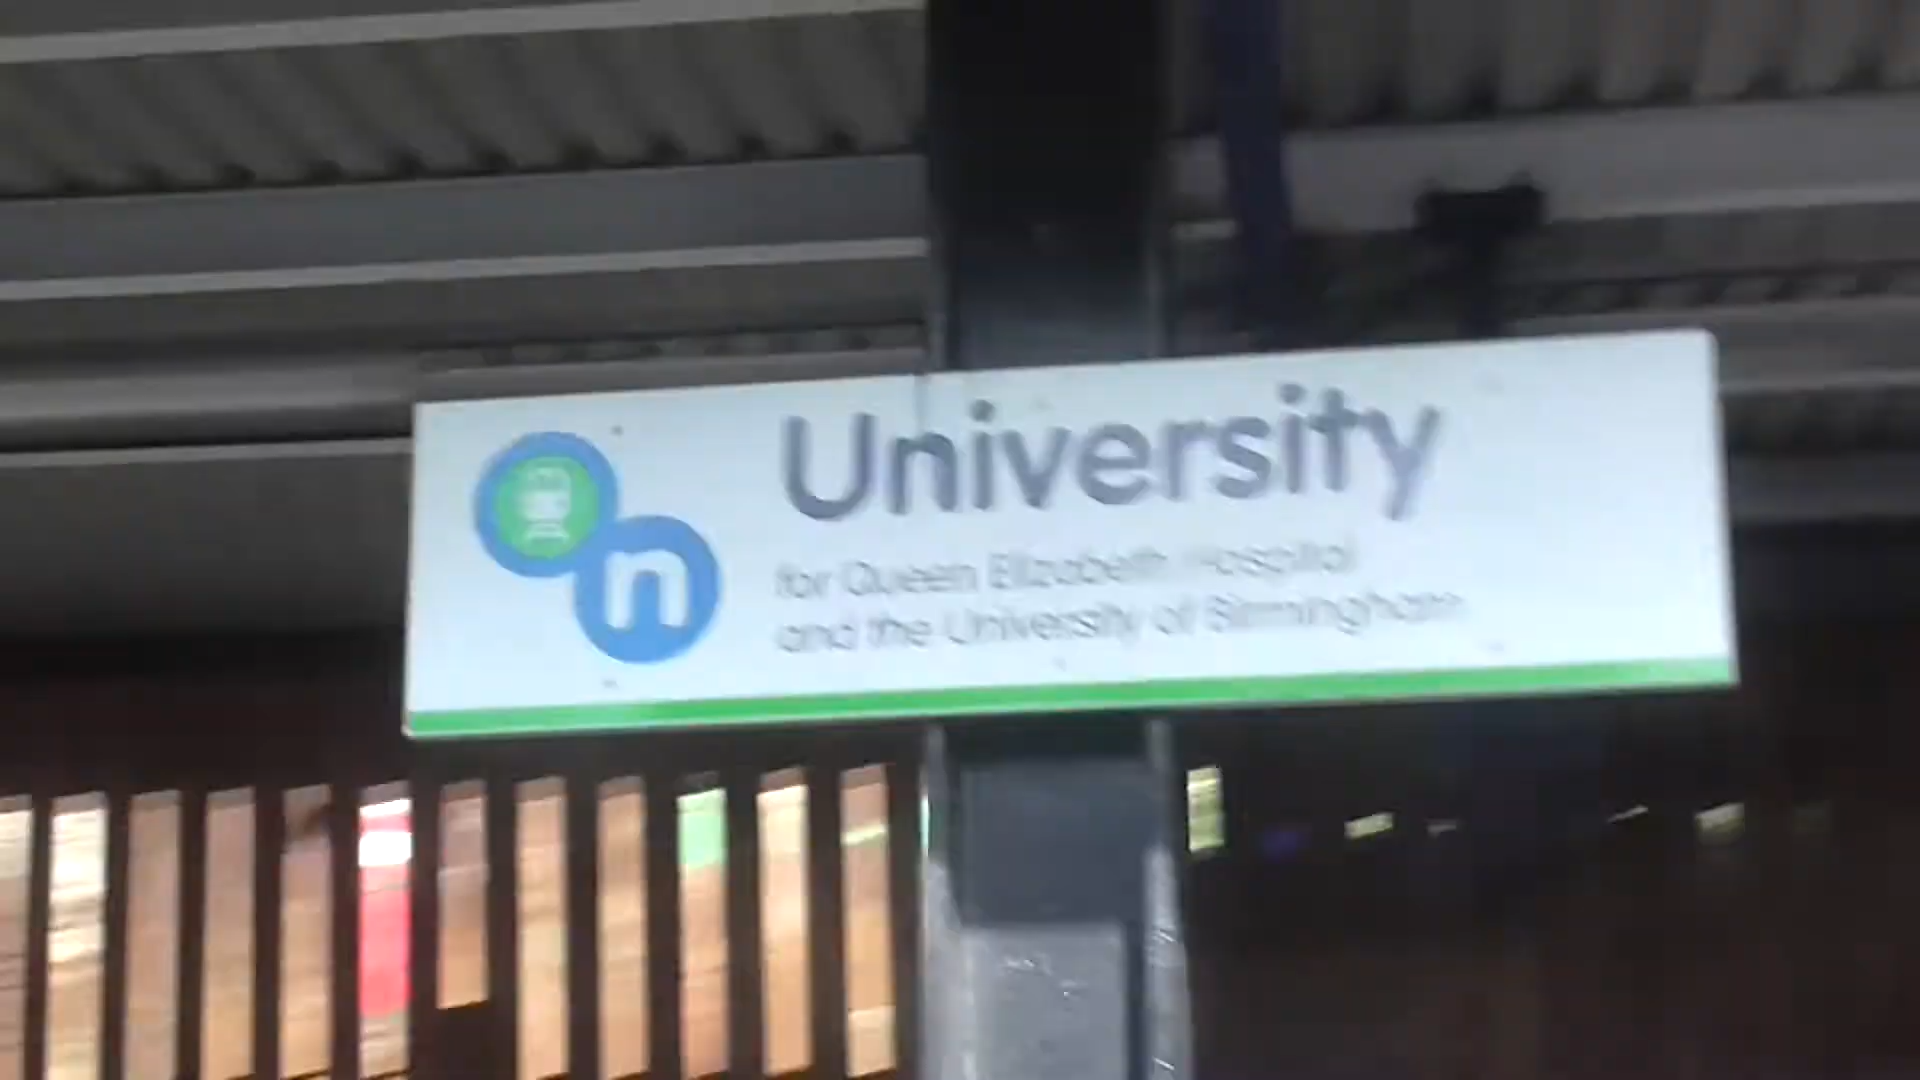 n
University
for Queen Elizabeth Hospital
and the University of Birmingham